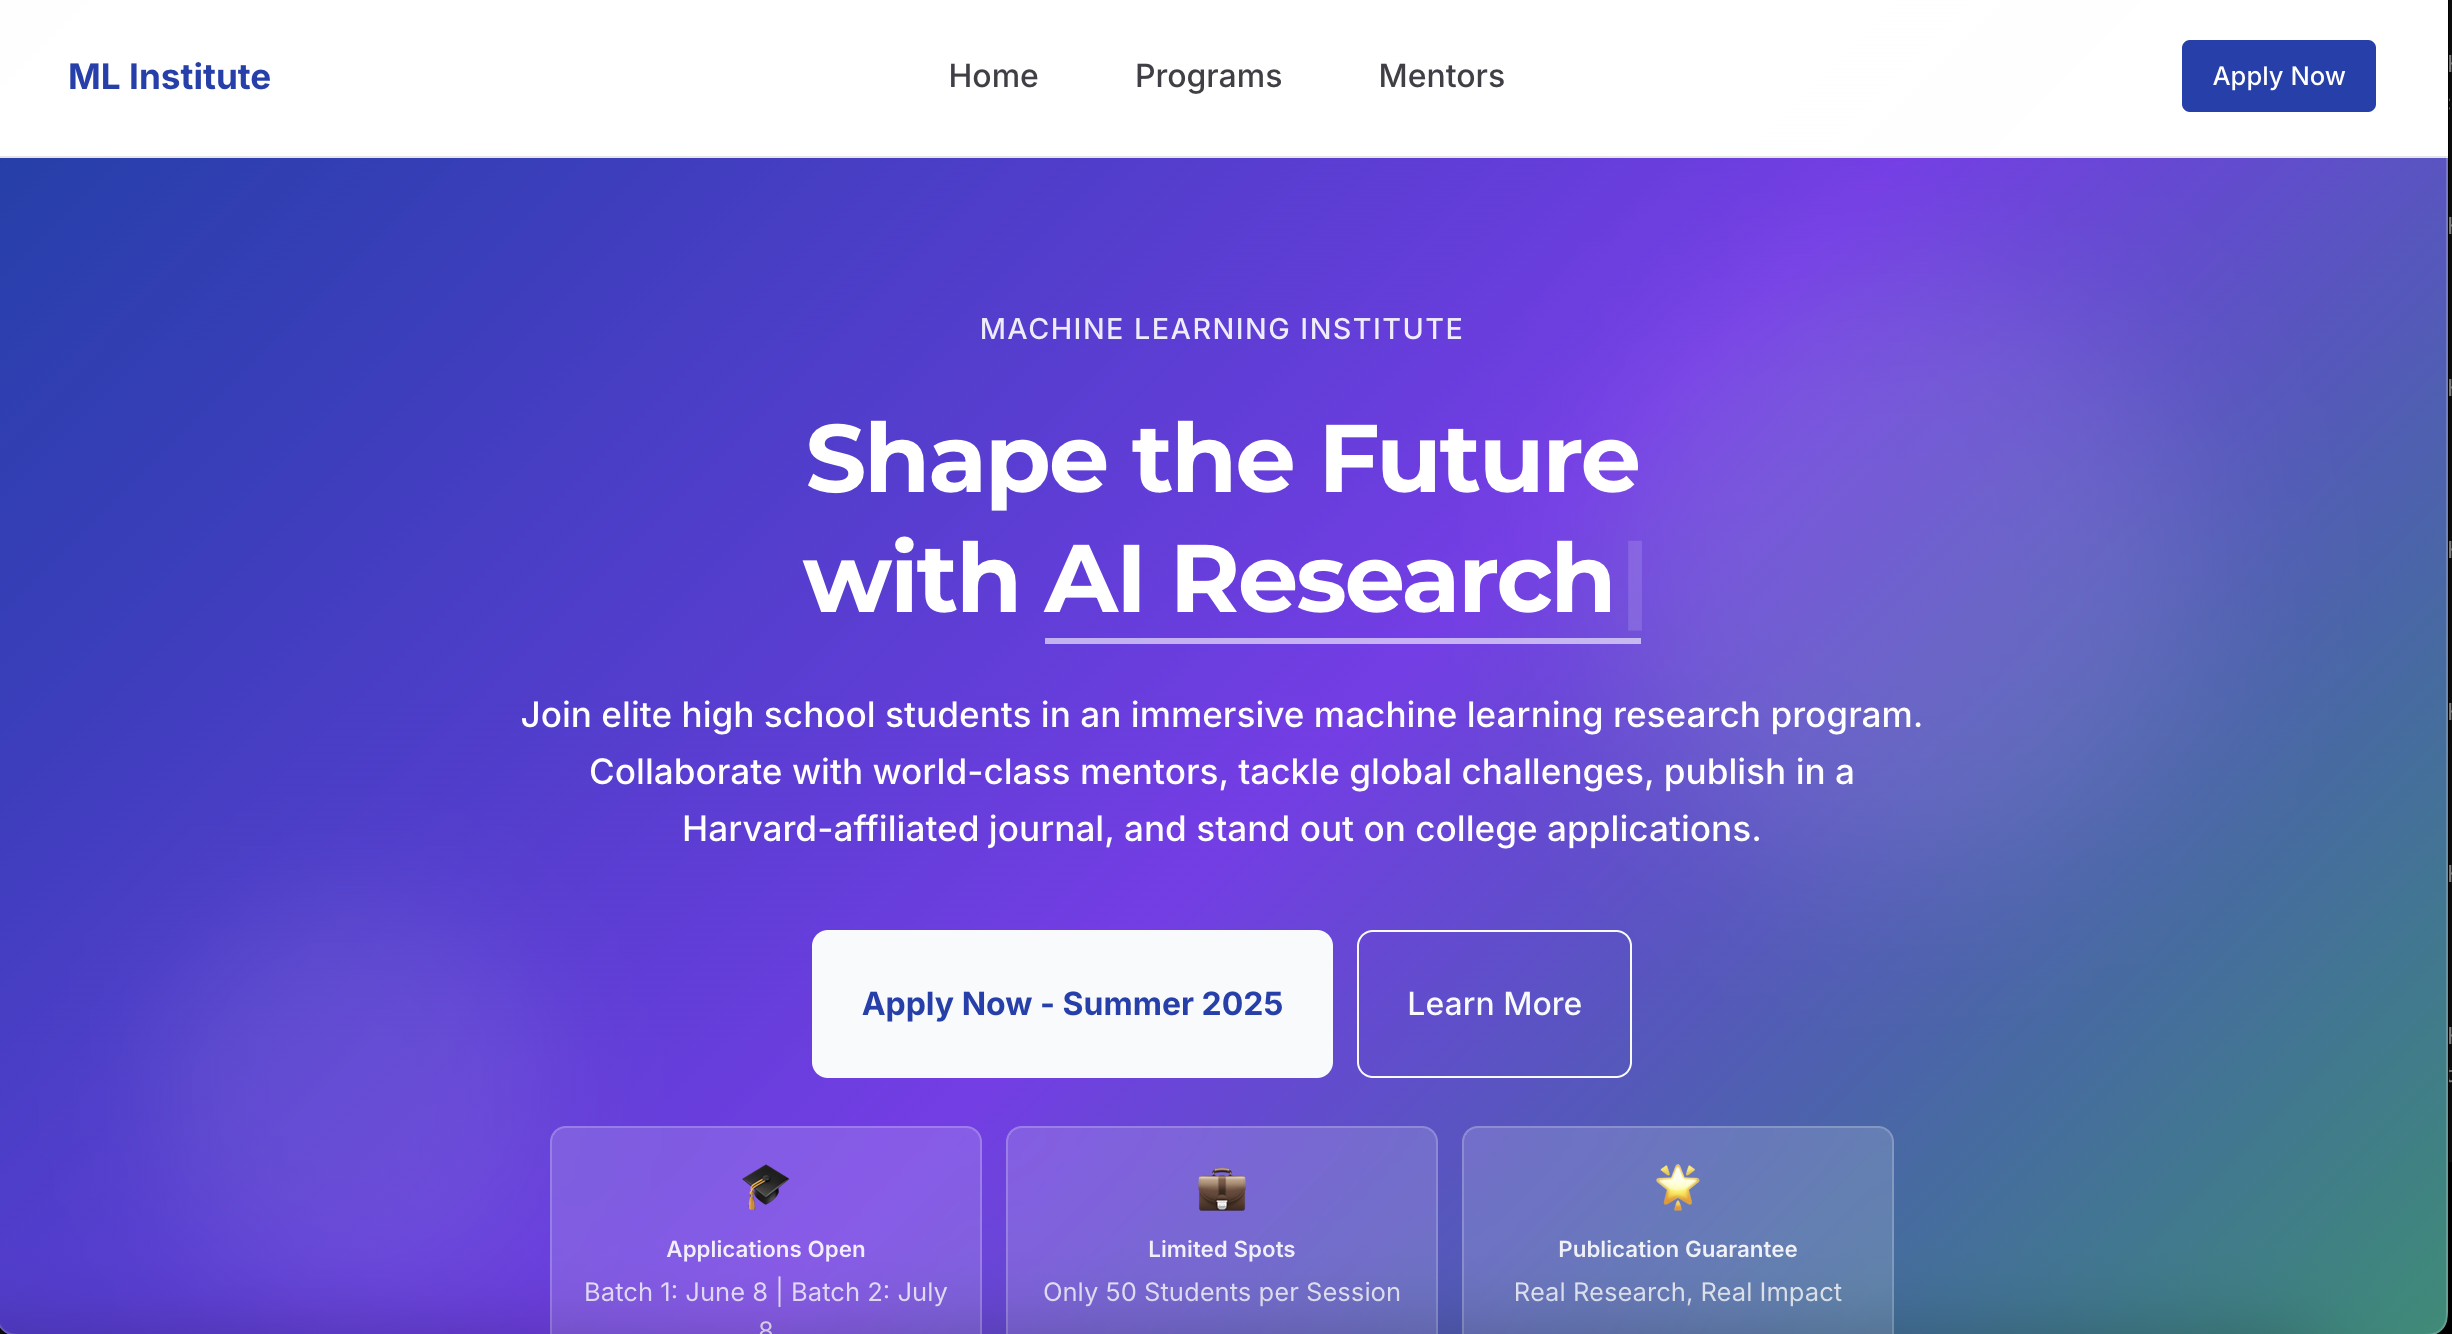 ML Institute
Home
Programs
Mentors
Apply Now
MACHINE LEARNING INSTITUTE
Shape the Future
with AI Research
Join elite high school students in an immersive machine learning research program.
Collaborate with world-class mentors, tackle global challenges, publish in a
Harvard-affiliated journal, and stand out on college applications.
Apply Now - Summer 2025
Learn More
Applications Open
Batch 1: June 8 | Batch 2: July
8
Limited Spots
Only 50 Students per Session
Publication Guarantee
Real Research, Real Impact